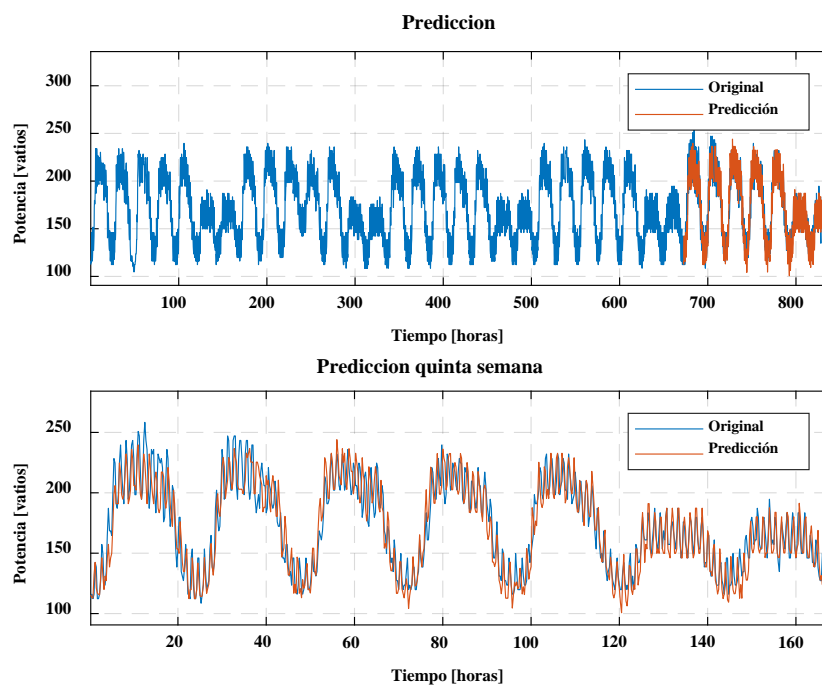 Prediccion
300
250
200
150
100
Potencia [vatios]
Original
Predicción
100 200 300 400 500 600 700 800
Tiempo [horas]
Prediccion quinta semana
250
200
150
100
Potencia [vatios]
Original
Predicción
20 40 60 80 100 120 140 160
Tiempo [horas]